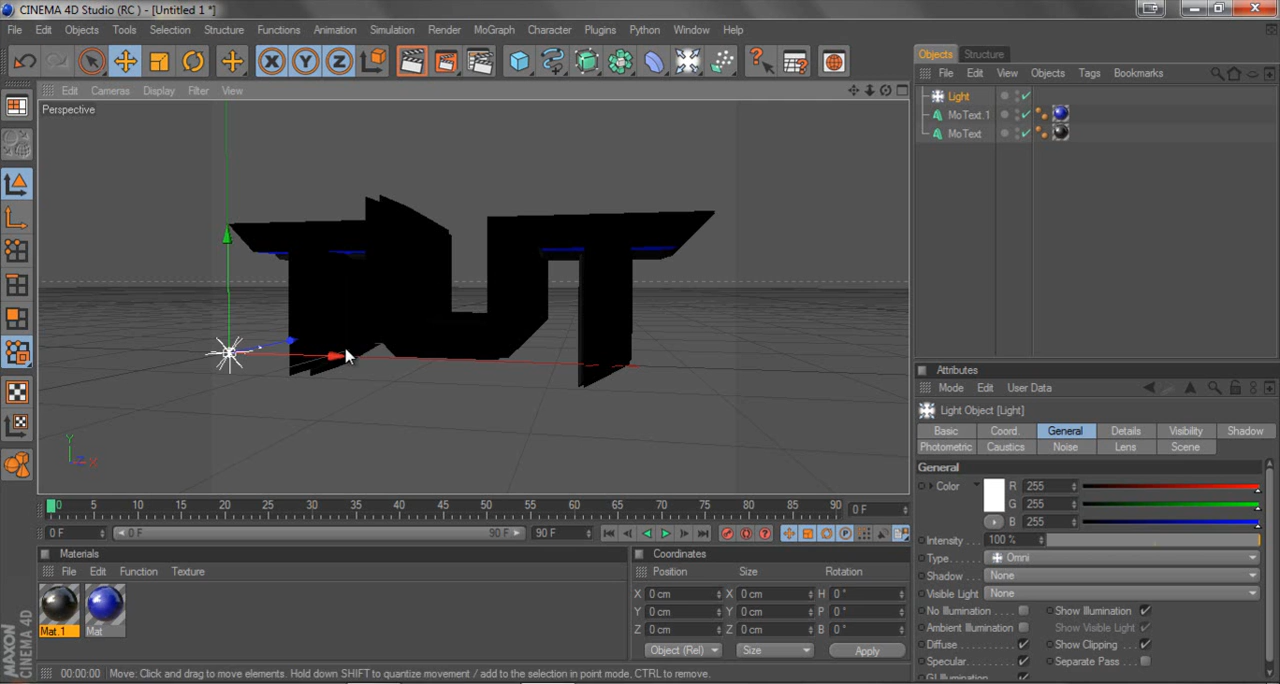 CINEMA 4D Studio (RC ) - [Untitled 1 *]
File Edit Objects Tools Selection Structure Functions Animation Simulation Render MoGraph Character Plugins Python Window Help
Edit Cameras Display Filter View
Perspective
Objects Structure
File Edit View Objects Tags Bookmarks
Light
MoText.1
MoText
Attributes
Mode Edit User Data
Light Object [Light]
Basic Coord. General Details Visibility Shadow
Photometric Caustics Noise Lens Scene
General
Color R 255
G 255
B 255
Intensity 100 %
Type Omni
Shadow None
Visible Light None
No Illumination Show Illumination
Ambient Illumination Show Visible Light
Diffuse Show Clipping
Specular Separate Pass
GI Illumination
Y
X
0 5 10 15 20 25 30 35 40 45 50 55 60 65 70 75 80 85 90 0 F
0 F 0 F 90 F 90 F
Materials
File Edit Function Texture
Mat.1 Mat
Coordinates
Position Size Rotation
X 0 cm X 0 cm H 0 °
Y 0 cm Y 0 cm P 0 °
Z 0 cm Z 0 cm B 0 °
Object (Rel) Size Apply
MAXON
CINEMA 4D
00:00:00 Move: Click and drag to move elements. Hold down SHIFT to quantize movement / add to the selection in point mode, CTRL to remove.